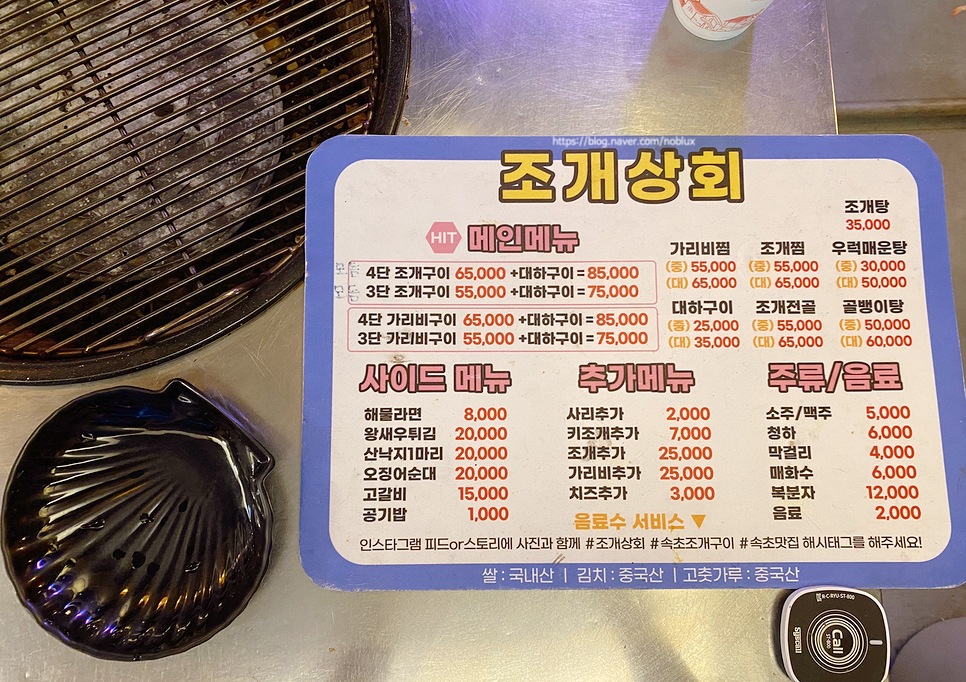 https://blog.naver.com/noblux
조개상회
HIT 메인메뉴
4단 조개구이 65,000 +대하구이 = 85,000
3단 조개구이 55,000 +대하구이 = 75,000
4단 가리비구이 65,000 +대하구이 = 85,000
3단 가리비구이 55,000 +대하구이 = 75,000
조개탕
35,000
가리비찜
(중) 55,000
(대) 65,000
조개찜
(중) 55,000
(대) 65,000
우럭매운탕
(중) 30,000
(대) 50,000
대하구이
(중) 25,000
(대) 35,000
조개전골
(중) 55,000
(대) 65,000
골뱅이탕
(중) 50,000
(대) 60,000
사이드 메뉴
해물라면 8,000
왕새우튀김 20,000
산낙지1마리 20,000
오징어순대 20,000
고갈비 15,000
공기밥 1,000
추가메뉴
사리추가 2,000
키조개추가 7,000
조개추가 25,000
가리비추가 25,000
치즈추가 3,000
주류/음료
소주/맥주 5,000
청하 6,000
막걸리 4,000
매화수 6,000
복분자 12,000
음료 2,000
음료수 서비스 ▼
인스타그램 피드or스토리에 사진과 함께 #조개상회 #속초조개구이 #속초맛집 해시태그를 해주세요!
쌀 : 국내산 | 김치 : 중국산 | 고춧가루 : 중국산
R-C-RYU-ST-800
Call
ST-800
Syscall